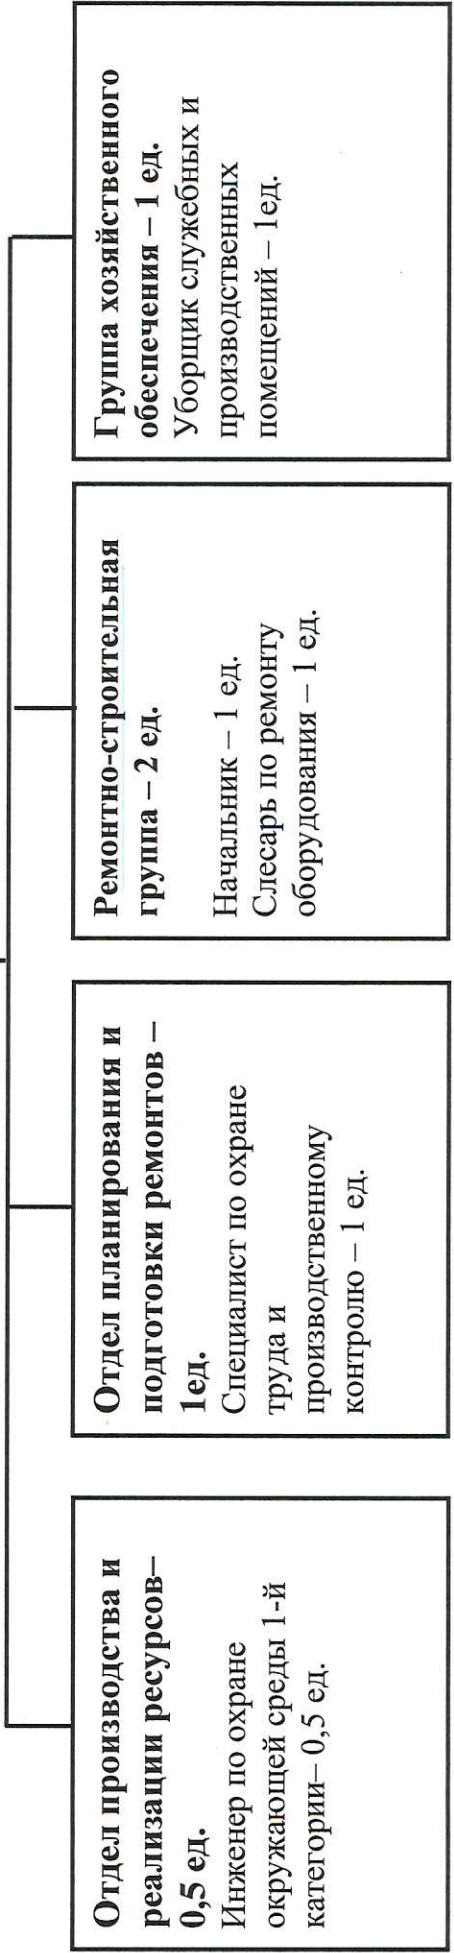 Отдел производства и
реализации ресурсов–
0,5 ед.
Инженер по охране
окружающей среды 1-й
категории– 0,5 ед.
Отдел планирования и
подготовки ремонтов –
1ед.
Специалист по охране
труда и
производственному
контролю – 1 ед.
Ремонтно-строительная
группа – 2 ед.
Начальник – 1 ед.
Слесарь по ремонту
оборудования – 1 ед.
Группа хозяйственного
обеспечения – 1 ед.
Уборщик служебных и
производственных
помещений – 1ед.